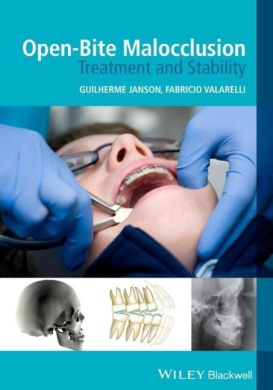 Open-Bite Malocclusion
Treatment and Stability
GUILHERME JANSON, FABRICIO VALARELLI
WILEY Blackwell